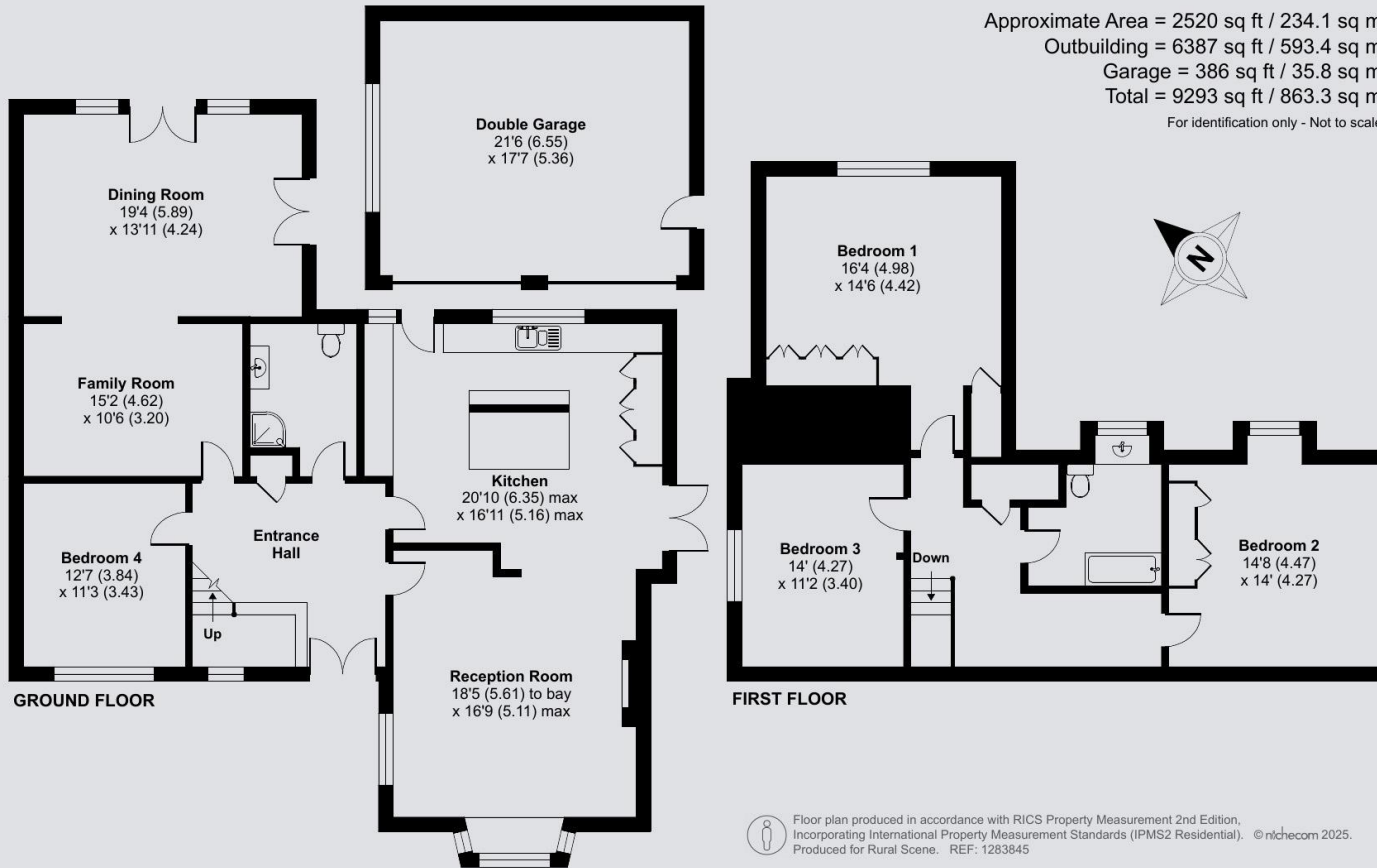 Approximate Area = 2520 sq ft / 234.1 sq m
Outbuilding = 6387 sq ft / 593.4 sq m
Garage = 386 sq ft / 35.8 sq m
Total = 9293 sq ft / 863.3 sq m
For identification only - Not to scale
Double Garage
21'6 (6.55)
x 17'7 (5.36)
Dining Room
19'4 (5.89)
x 13'11 (4.24)
Family Room
15'2 (4.62)
x 10'6 (3.20)
Kitchen
20'10 (6.35) max
x 16'11 (5.16) max
Entrance
Hall
Bedroom 4
12'7 (3.84)
x 11'3 (3.43)
Up
Reception Room
18'5 (5.61) to bay
x 16'9 (5.11) max
GROUND FLOOR
Bedroom 1
16'4 (4.98)
x 14'6 (4.42)
N
Bedroom 3
14' (4.27)
x 11'2 (3.40)
Down
Bedroom 2
14'8 (4.47)
x 14' (4.27)
FIRST FLOOR
Floor plan produced in accordance with RICS Property Measurement 2nd Edition,
Incorporating International Property Measurement Standards (IPMS2 Residential). © nichecom 2025.
Produced for Rural Scene. REF: 1283845